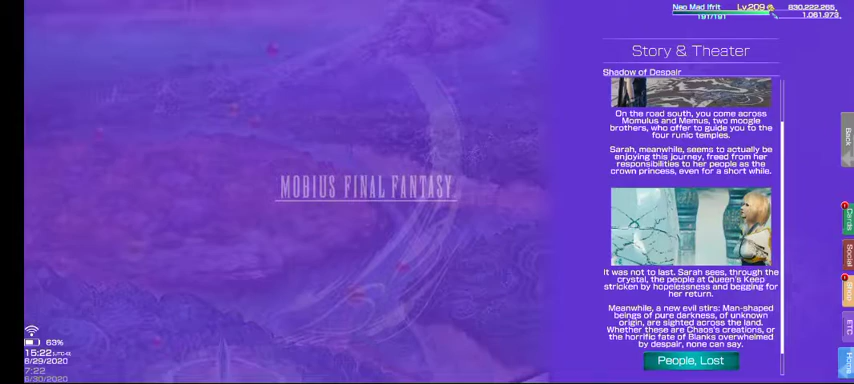 Nao Mad Ifrit Lv.209 830,222,265
191/191 1,061,973
Story & Theater
Shadow of Despair
On the road south, you come across
Momulus and Memus, two moogle
brothers, who offer to guide you to the
four runic temples.
Sarah, meanwhile, seems to actually be
enjoying this journey, freed from her
responsibilities to her people as the
crown princess, even for a short while.
MOBIUS FINAL FANTASY
It was not to last. Sarah sees, through the
crystal, the people at Queen's Keep
stricken by hopelessness and begging for
her return.
Meanwhile, a new evil stirs: Man-shaped
beings of pure darkness, of unknown
origin, are sighted across the land.
Whether these are Chaos's creations, or
the horrific fate of Blanks overwhelmed
by despair, none can say.
People, Lost
Back
Cards
Social
Shop
ETC
Home
63%
15:22
6/29/2020
7:22
6/30/2020